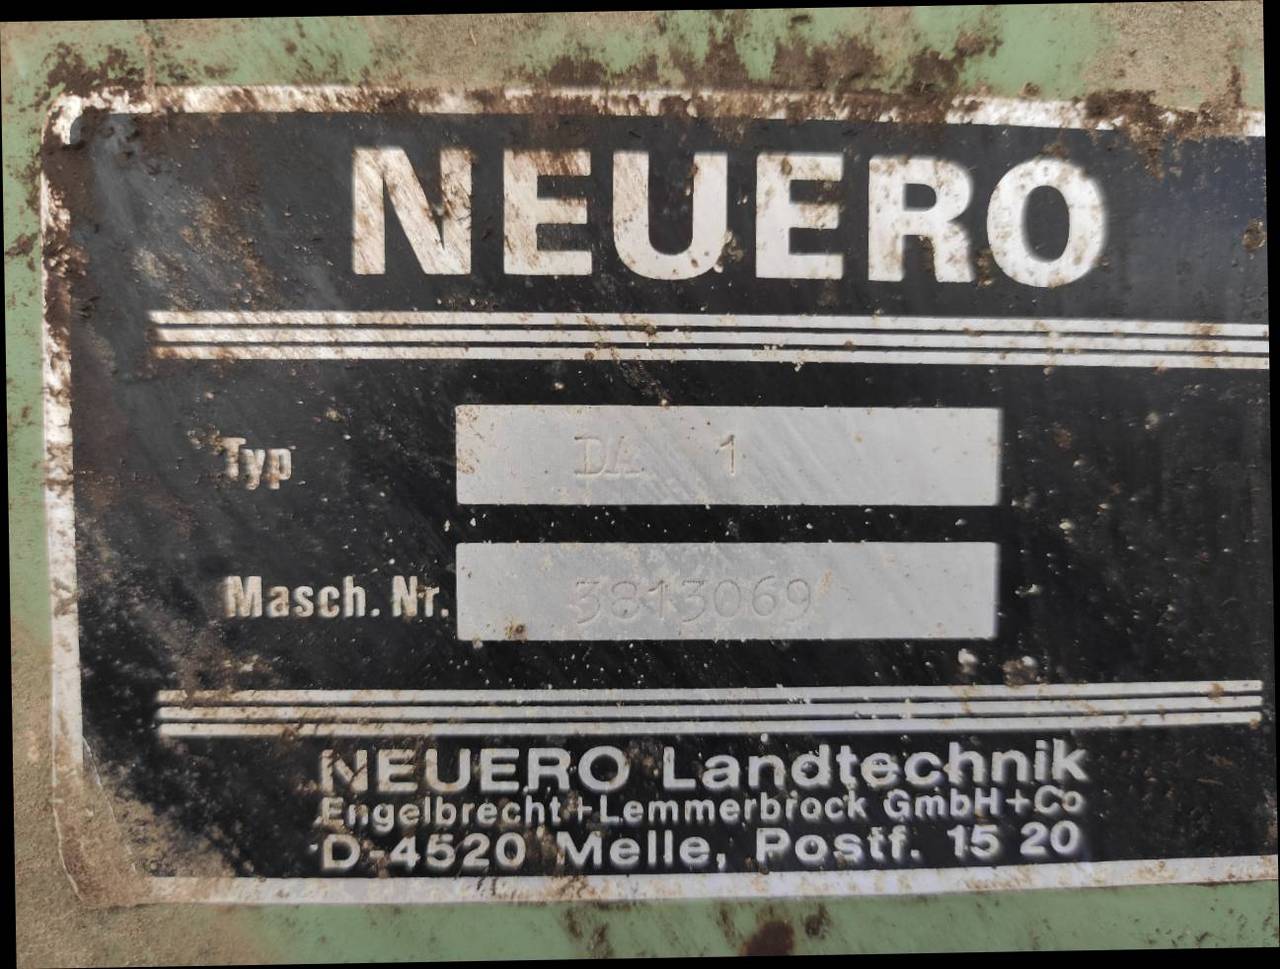 NEUERO
Typ DA 1
Masch. Nr. 3813069
NEUERO Landtechnik
Engelbrecht+Lemmerbrock GmbH+Co
D-4520 Melle, Postf. 15 20